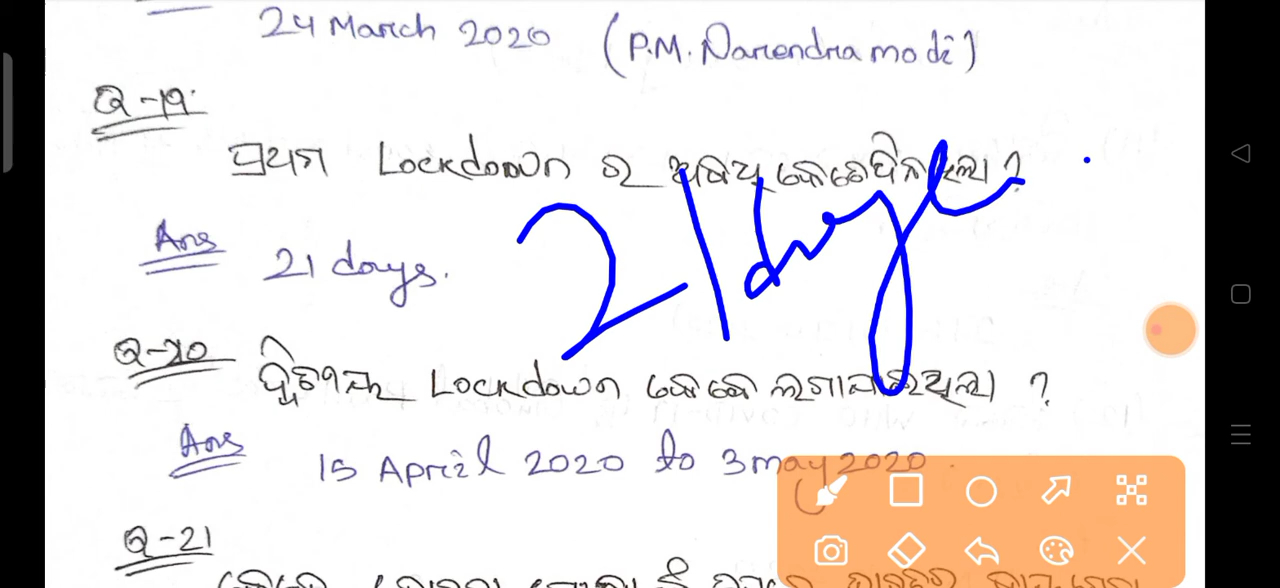 24 March 2020 (P.M. Narendra modi)
Q-19
ପ୍ରଥମ Lockdown ର ଅବଧି କେତେଦିନ ଥିଲା ?
Ans 21 days.
21 days
Q-20
ଦ୍ୱିତୀୟ Lockdown କେବେ ଲଗାଯାଇଥିଲା ?
Ans 15 April 2020 to 3 may 2020.
Q-21